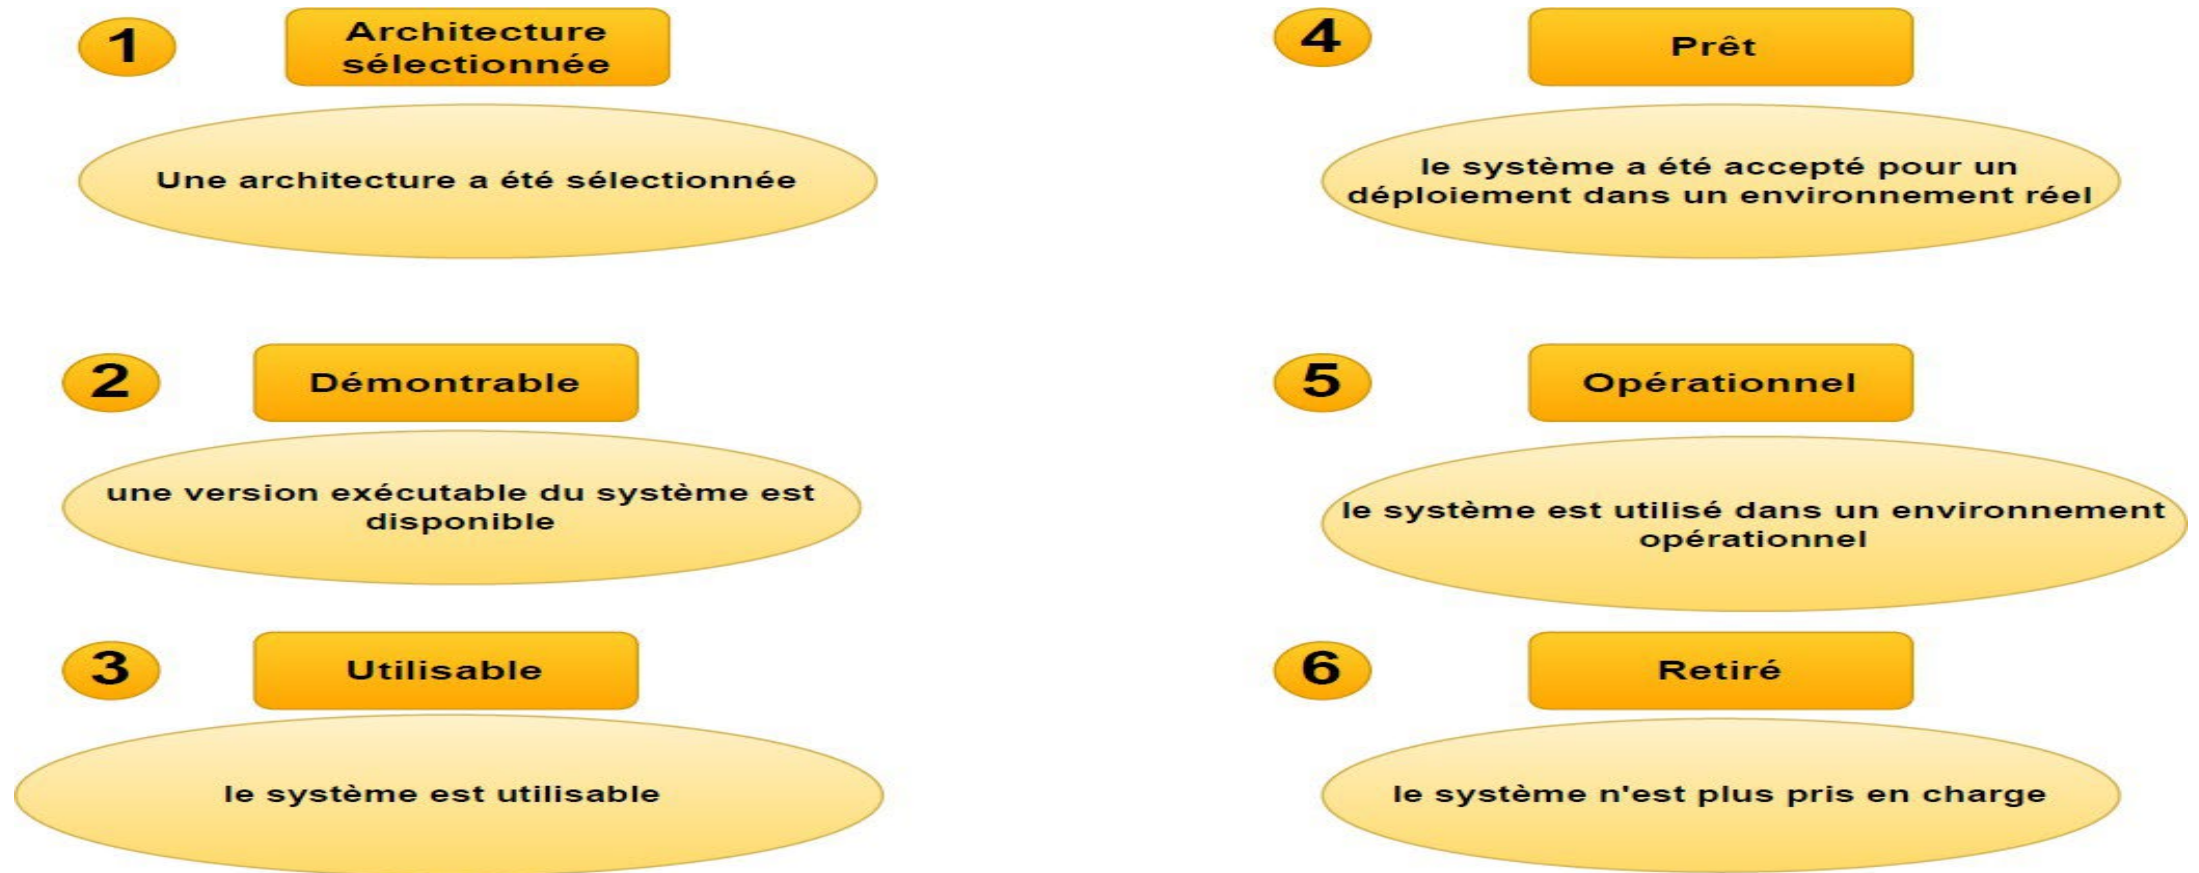 1
Architecture
sélectionnée
Une architecture a été sélectionnée
2
Démontrable
une version exécutable du système est
disponible
3
Utilisable
le système est utilisable
4
Prêt
le système a été accepté pour un
déploiement dans un environnement réel
5
Opérationnel
le système est utilisé dans un environnement
opérationnel
6
Retiré
le système n'est plus pris en charge